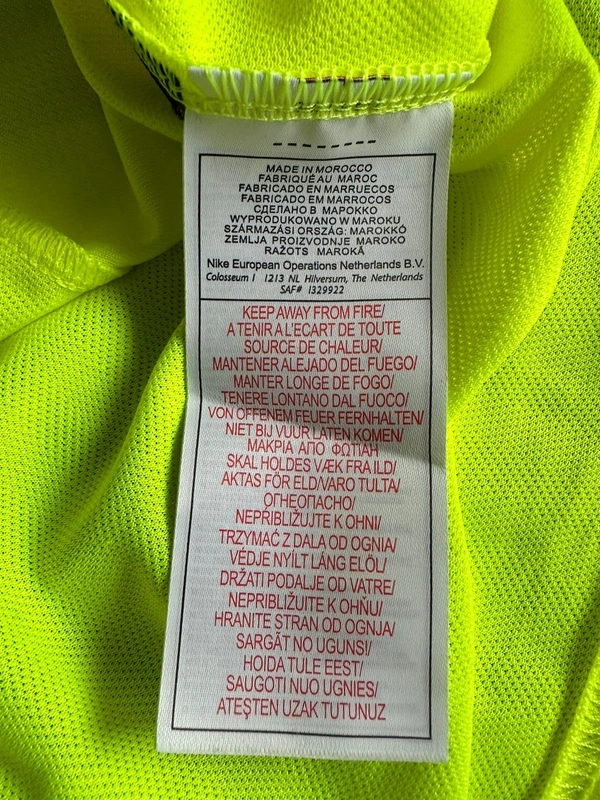 MADE IN MOROCCO
FABRIQUÉ AU MAROC
FABRICADO EN MARRUECOS
FABRICADO EM MARROCOS
СДЕЛАНО В МАРОККО
WYPRODUKOWANO W MAROKU
SZÁRMAZÁSI ORSZÁG: MAROKKÓ
ZEMLJA PROIZVODNJE MAROKO
RAŽOTS MAROKĀ
Nike European Operations Netherlands B.V.
Colosseum 1 1213 NL Hilversum, The Netherlands
SAF# 1329922
KEEP AWAY FROM FIRE/
A TENIR A L'ECART DE TOUTE
SOURCE DE CHALEUR/
MANTENER ALEJADO DEL FUEGO/
MANTER LONGE DE FOGO/
TENERE LONTANO DAL FUOCO/
VON OFFENEM FEUER FERNHALTEN/
NIET BIJ VUUR LATEN KOMEN/
ΜΑΚΡΙΑ ΑΠΟ ΦΩΤΙΑΗ
SKAL HOLDES VÆK FRA ILD/
AKTAS FÖR ELD/VARO TULTA/
ОГНЕОПАСНО/
NEPRIBLIŽUJTE K OHNI/
TRZYMAĆ Z DALA OD OGNIA/
VÉDJE NYÍLT LÁNG ELÖL/
DRŽATI PODALJE OD VATRE/
NEPRIBLIŽUITE K OHŇU/
HRANITE STRAN OD OGNJA/
SARGĀT NO UGUNS!/
HOIDA TULE EEST/
SAUGOTI NUO UGNIES/
ATEŞTEN UZAK TUTUNUZ